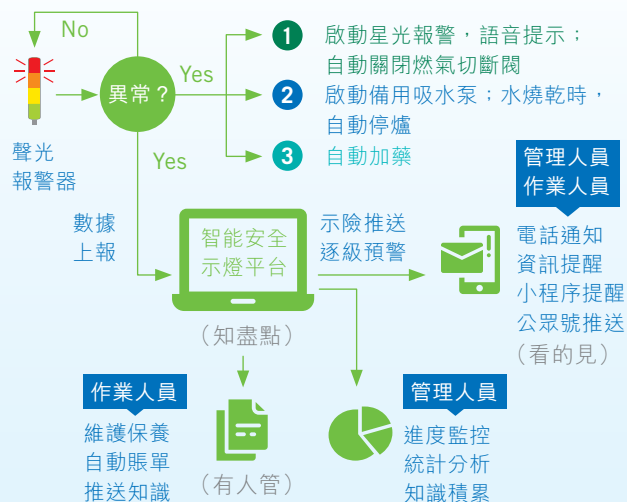 No
異常？
Yes
Yes
聲光
報警器
1
啟動星光報警，語音提示；
自動關閉燃氣切斷閥
2
啟動備用吸水泵；水燒乾時，
自動停爐
3
自動加藥
數據
上報
智能安全
示燈平台
（知盡點）
示險推送
逐級預警
管理人員
作業人員
電話通知
資訊提醒
小程序提醒
公眾號推送
（看的見）
作業人員
維護保養
自動賬單
推送知識
（有人管）
管理人員
進度監控
統計分析
知識積累